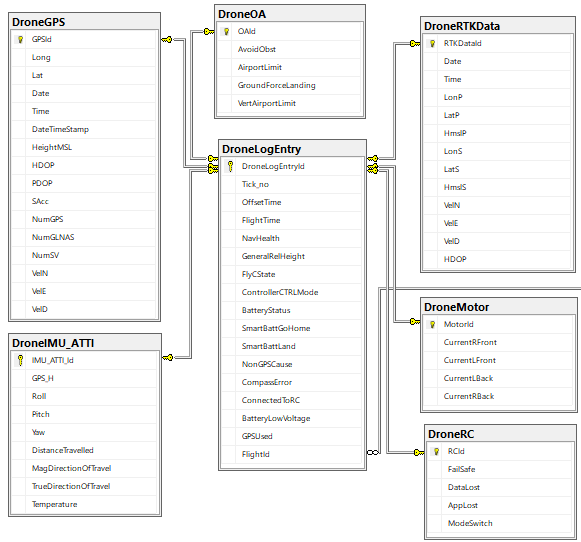 DroneGPS
GPSId
Long
Lat
Date
Time
DateTimeStamp
HeightMSL
HDOP
PDOP
SAcc
NumGPS
NumGLNAS
NumSV
VelN
VelE
VelD
DroneIMU_ATTI
IMU_ATTI_Id
GPS_H
Roll
Pitch
Yaw
DistanceTravelled
MagDirectionOfTravel
TrueDirectionOfTravel
Temperature
DroneOA
OAId
AvoidObst
AirportLimit
GroundForceLanding
VertAirportLimit
DroneLogEntry
DroneLogEntryId
Tick_no
OffsetTime
FlightTime
NavHealth
GeneralRelHeight
FlyCState
ControllerCTRLMode
BatteryStatus
SmartBattGoHome
SmartBattLand
NonGPSCause
CompassError
ConnectedToRC
BatteryLowVoltage
GPSUsed
FlightId
DroneRTKData
RTKDataId
Date
Time
LonP
LatP
HmslP
LonS
LatS
HmslS
VelN
VelE
VelD
HDOP
DroneMotor
MotorId
CurrentRFront
CurrentLFront
CurrentLBack
CurrentRBack
DroneRC
RCId
FailSafe
DataLost
AppLost
ModeSwitch